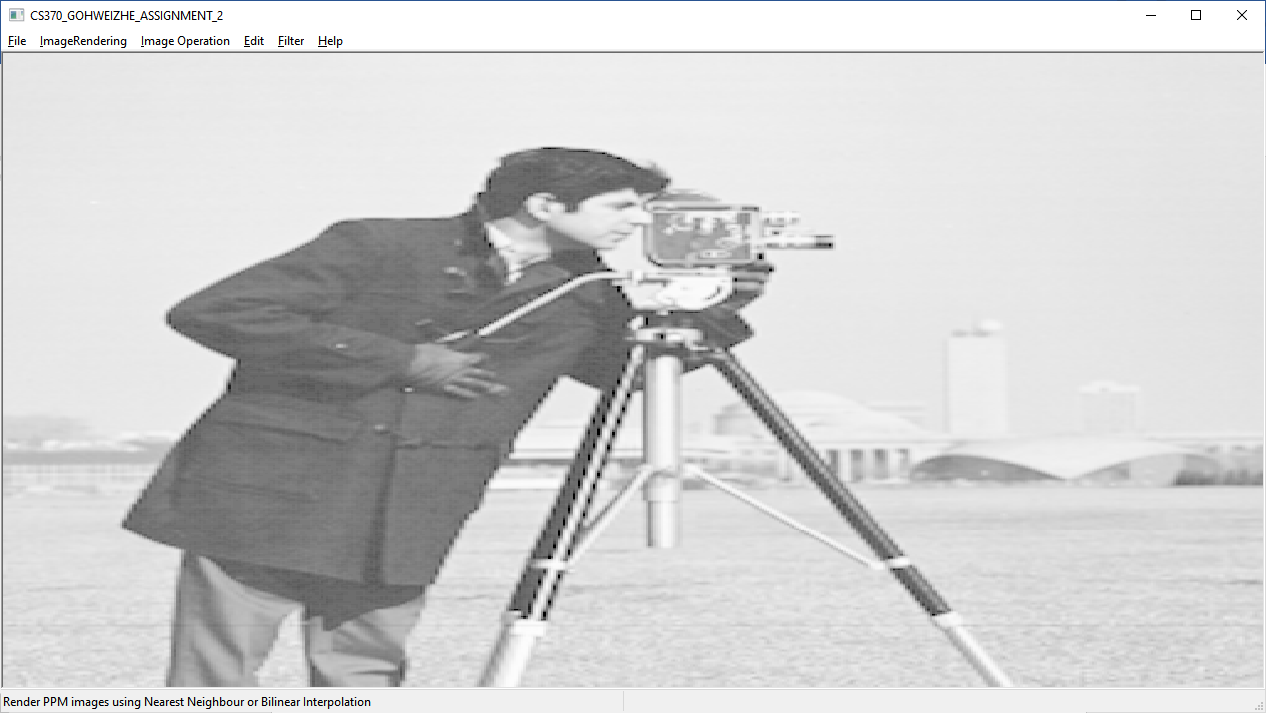 CS370_GOHWEIZHE_ASSIGNMENT_2
File ImageRendering Image Operation Edit Filter Help
Render PPM images using Nearest Neighbour or Bilinear Interpolation